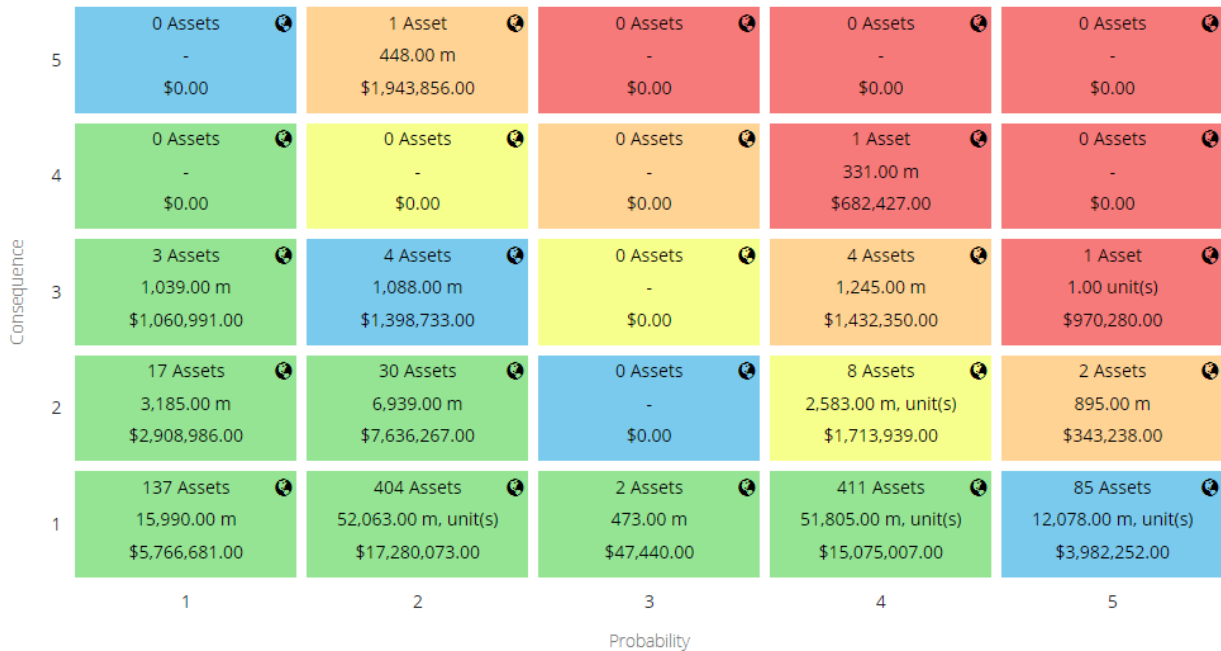 0 Assets
-
$0.00
1 Asset
448.00 m
$1,943,856.00
0 Assets
-
$0.00
0 Assets
-
$0.00
0 Assets
-
$0.00
5
0 Assets
-
$0.00
0 Assets
-
$0.00
0 Assets
-
$0.00
1 Asset
331.00 m
$682,427.00
0 Assets
-
$0.00
4
Consequence
3 Assets
1,039.00 m
$1,060,991.00
4 Assets
1,088.00 m
$1,398,733.00
0 Assets
-
$0.00
4 Assets
1,245.00 m
$1,432,350.00
1 Asset
1.00 unit(s)
$970,280.00
3
17 Assets
3,185.00 m
$2,908,986.00
30 Assets
6,939.00 m
$7,636,267.00
0 Assets
-
$0.00
8 Assets
2,583.00 m, unit(s)
$1,713,939.00
2 Assets
895.00 m
$343,238.00
2
137 Assets
15,990.00 m
$5,766,681.00
404 Assets
52,063.00 m, unit(s)
$17,280,073.00
2 Assets
473.00 m
$47,440.00
411 Assets
51,805.00 m, unit(s)
$15,075,007.00
85 Assets
12,078.00 m, unit(s)
$3,982,252.00
1
1 2 3 4 5
Probability